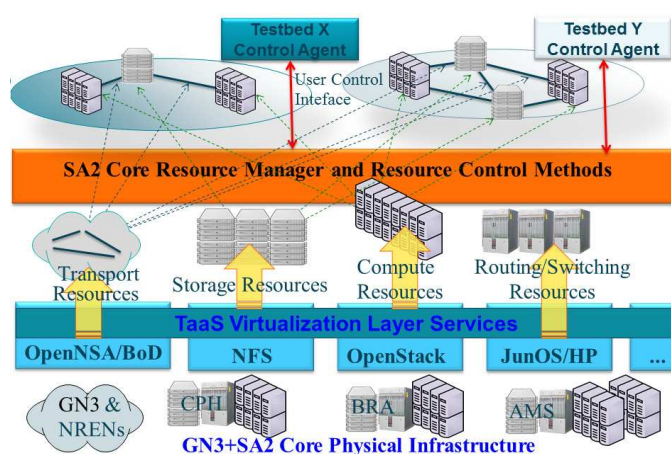 Testbed X
Control Agent
Testbed Y
Control Agent
User Control
Inteface
SA2 Core Resource Manager and Resource Control Methods
Transport
Resources
Storage Resources
Compute
Resources
Routing/Switching
Resources
TaaS Virtualization Layer Services
OpenNSA/BoD
NFS
OpenStack
JunOS/HP
...
GN3 &
NRENs
CPH
BRA
AMS
GN3+SA2 Core Physical Infrastructure